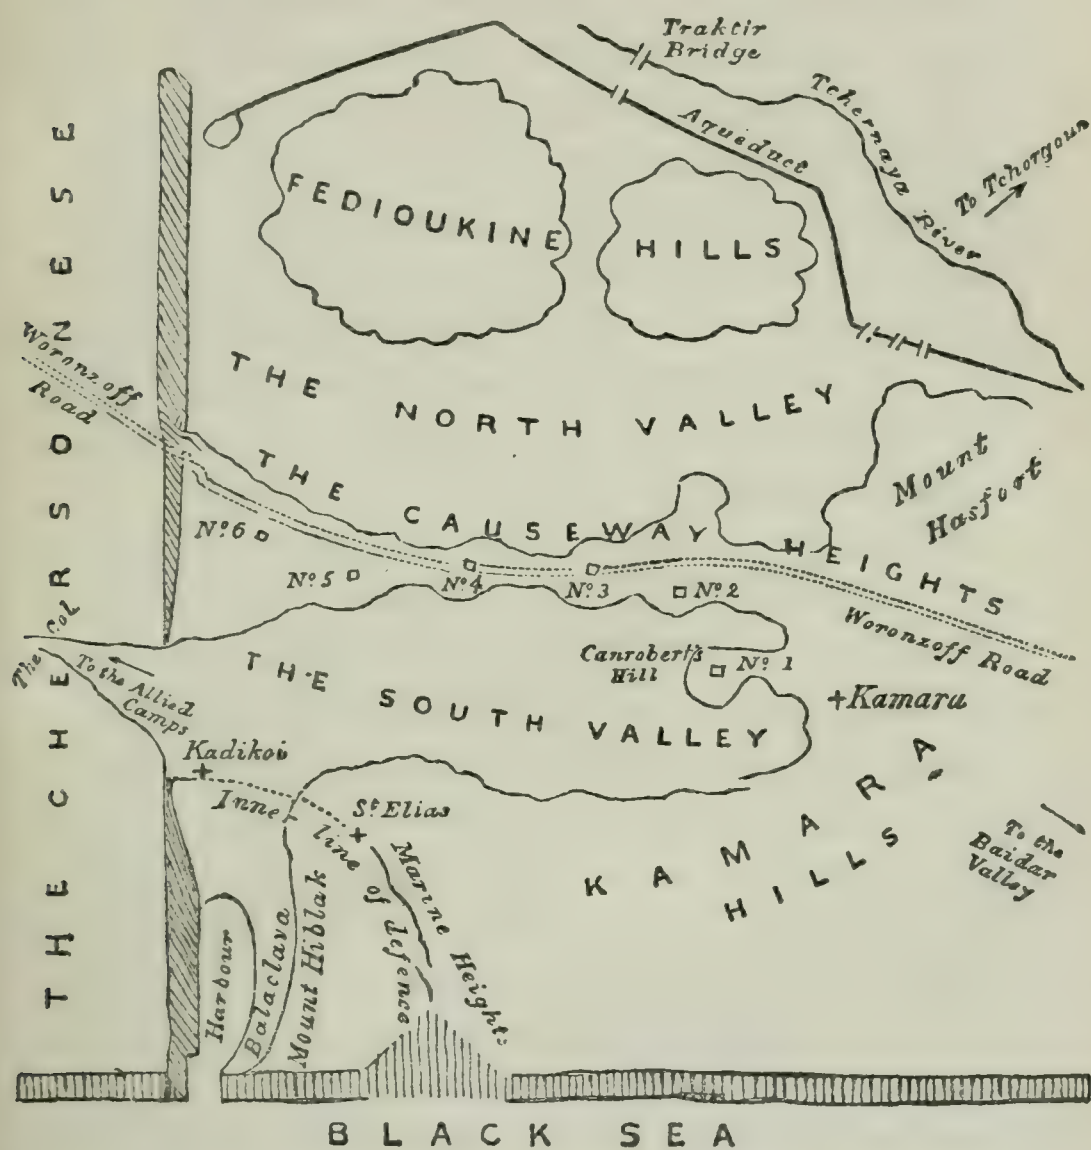 Traktir
Bridge
Tchernaya River
Aqueduct
To Tchorgoun
FEDIOUKINE HILLS
THE CHERSONESE
Woronzoff
Road
THE NORTH VALLEY
Mount
Hasfort
THE CAUSEWAY HEIGHTS
Nº 6
Nº 5
Nº 4
Nº 3
Nº 2
Woronzoff Road
The Col
To the Allied
Camps
THE SOUTH VALLEY
Canrobert's
Hill
Nº 1
Kamaru
Kadikoi
Inne- line of defence
St Elias
Marine Heights
KAMARA
HILLS
To the
Baidar
Valley
Harbour
Balaclava
Mount Hiblak
BLACK SEA